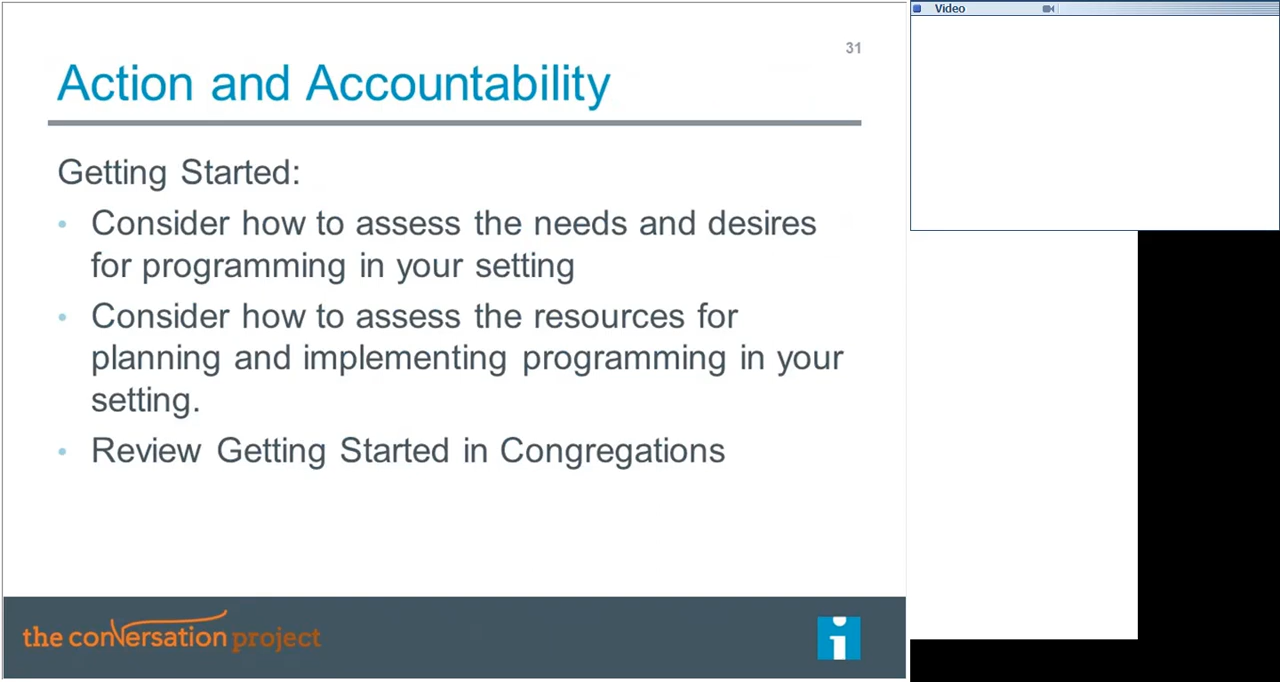 31
Action and Accountability
Getting Started:
• Consider how to assess the needs and desires
for programming in your setting
• Consider how to assess the resources for
planning and implementing programming in your
setting.
• Review Getting Started in Congregations
the conversation project
i
Video